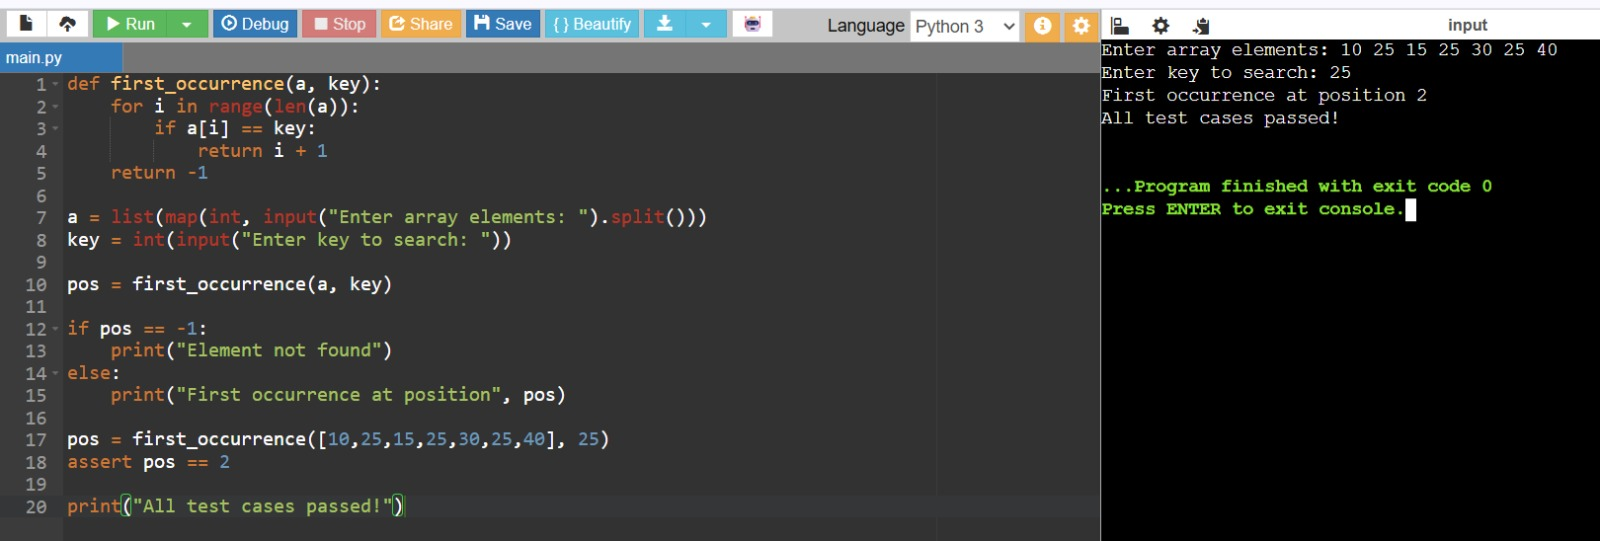 Run Debug Stop Share Save { } Beautify Language Python 3 input
main.py
1 def first_occurrence(a, key):
2     for i in range(len(a)):
3         if a[i] == key:
4             return i + 1
5     return -1
6
7 a = list(map(int, input("Enter array elements: ").split()))
8 key = int(input("Enter key to search: "))
9
10 pos = first_occurrence(a, key)
11
12 if pos == -1:
13     print("Element not found")
14 else:
15     print("First occurrence at position", pos)
16
17 pos = first_occurrence([10,25,15,25,30,25,40], 25)
18 assert pos == 2
19
20 print("All test cases passed!")
Enter array elements: 10 25 15 25 30 25 40
Enter key to search: 25
First occurrence at position 2
All test cases passed!
...Program finished with exit code 0
Press ENTER to exit console.